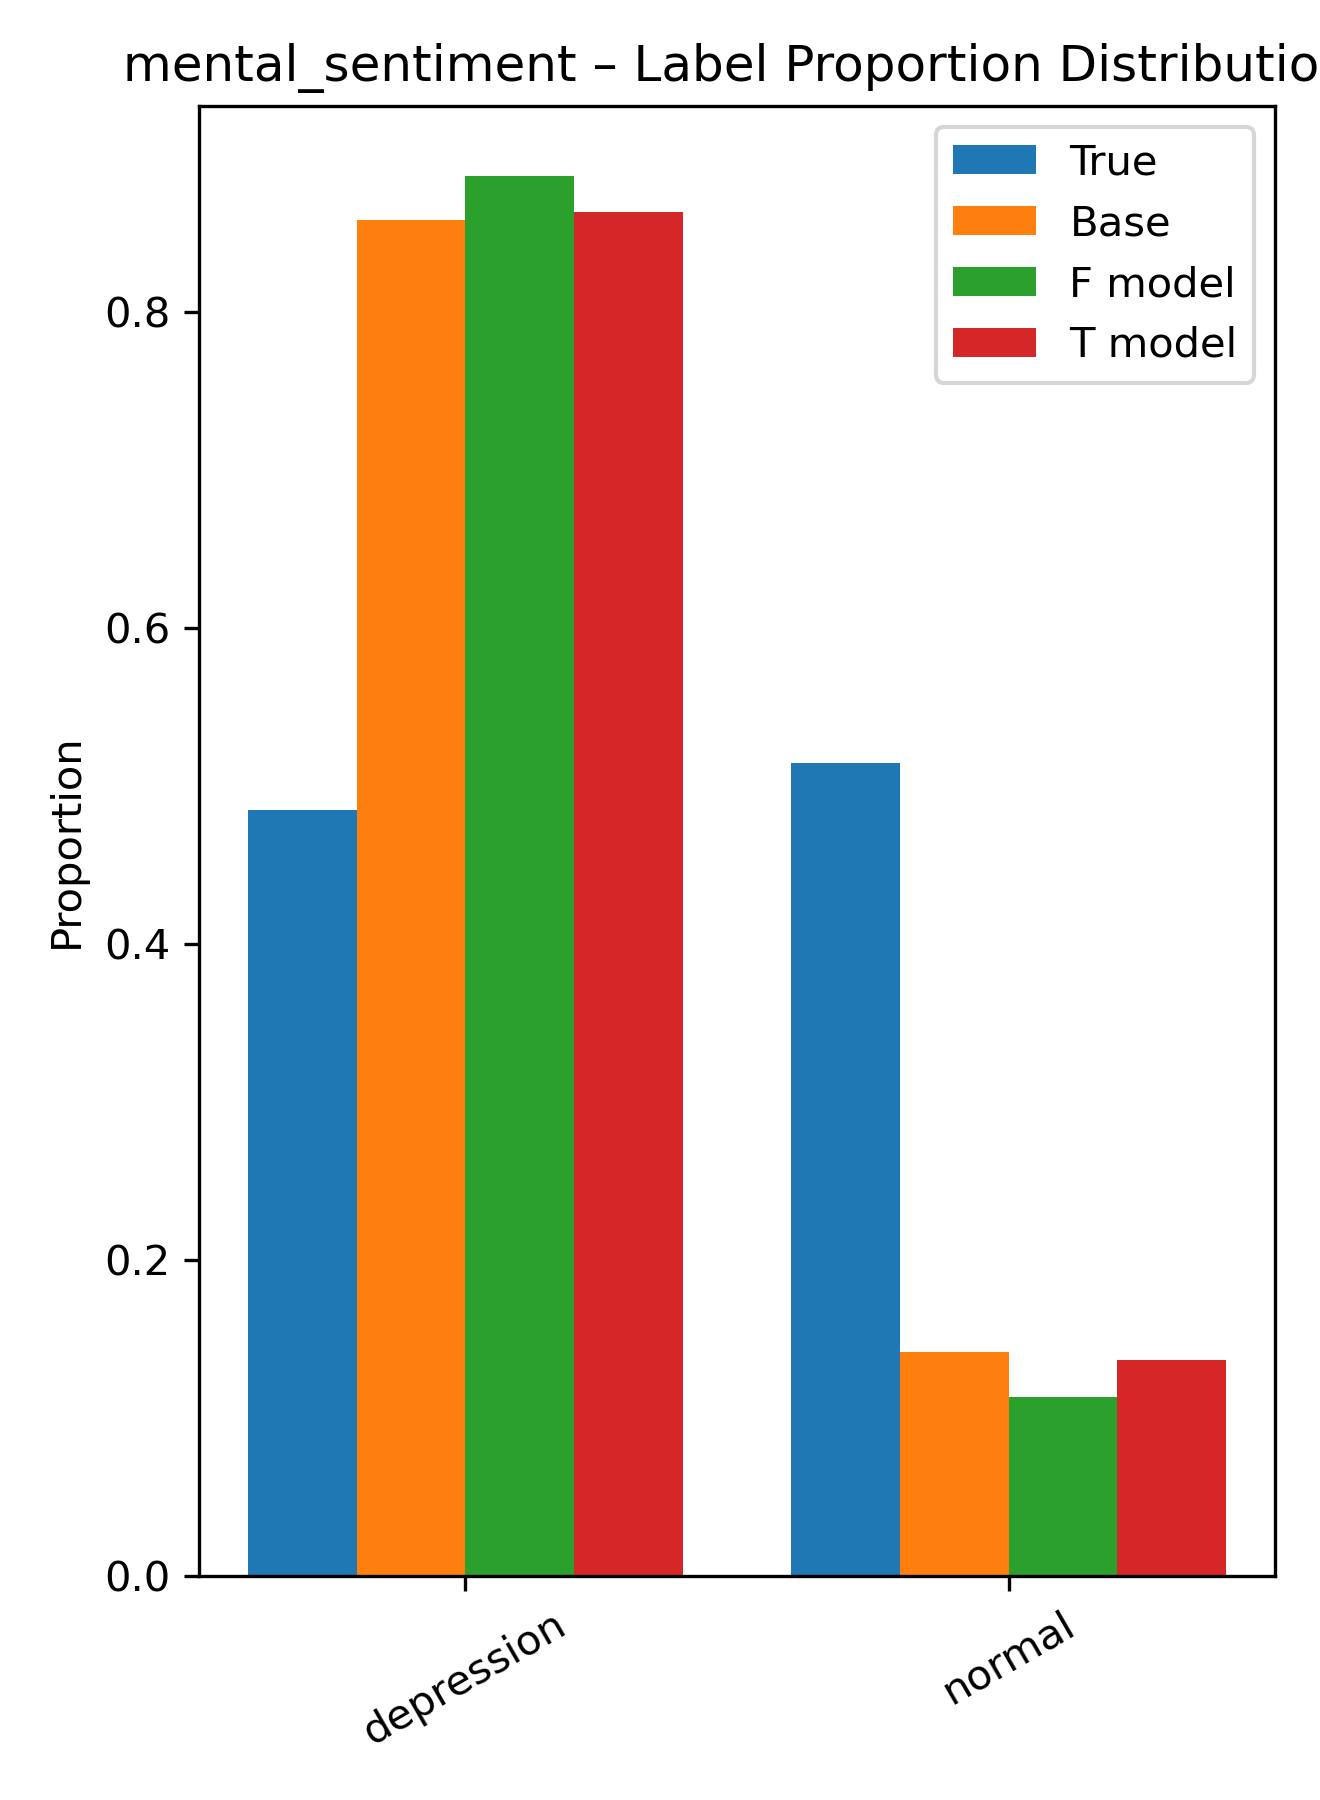 mental_sentiment – Label Proportion Distributio
True
Base
F model
T model
Proportion
0.8
0.6
0.4
0.2
0.0
depression
normal